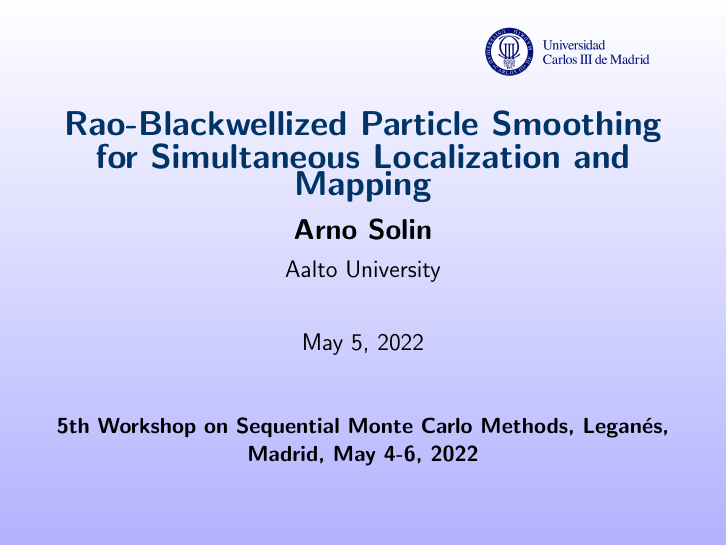 Universidad
Carlos III de Madrid
Rao-Blackwellized Particle Smoothing
for Simultaneous Localization and
Mapping
Arno Solin
Aalto University
May 5, 2022
5th Workshop on Sequential Monte Carlo Methods, Leganés,
Madrid, May 4-6, 2022